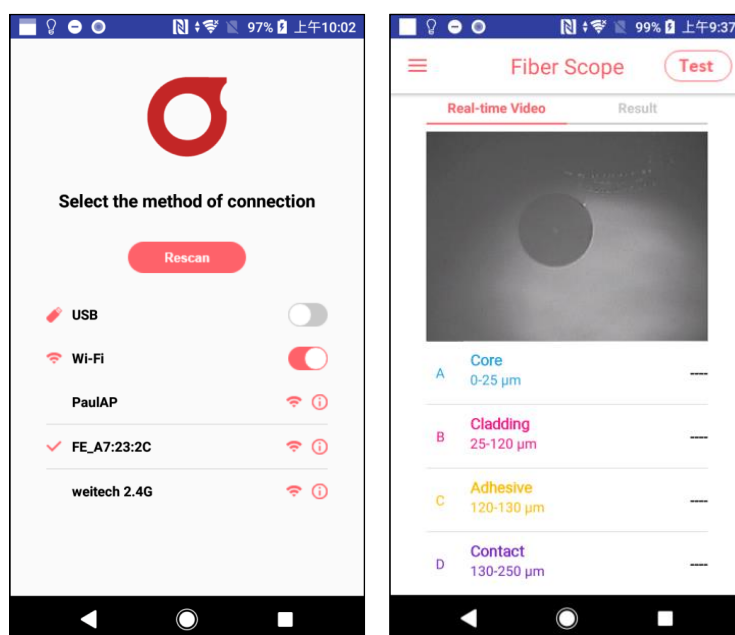 97% 上午10:02
Select the method of connection
Rescan
USB
Wi-Fi
PaulAP
FE_A7:23:2C
weitech 2.4G
99% 上午9:37
Fiber Scope
Test
Real-time Video
Result
A
Core
0-25 µm
----
B
Cladding
25-120 µm
----
C
Adhesive
120-130 µm
----
D
Contact
130-250 µm
----